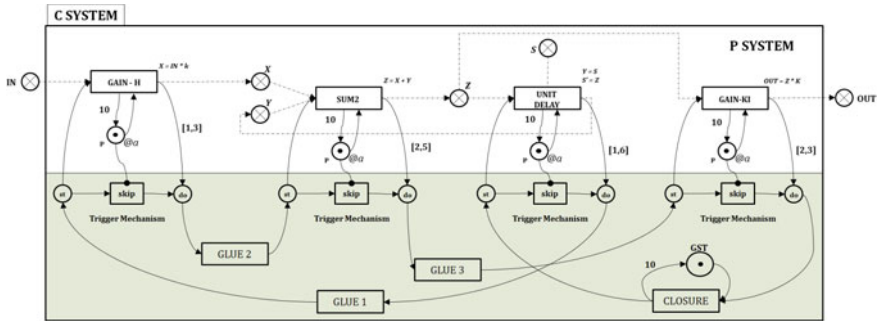 C SYSTEM
P SYSTEM
IN
GAIN - H
X = IN * h
X
Y
SUM2
Z = X + Y
Z
S
UNIT DELAY
Y = S
S' = Z
GAIN-KI
OUT = Z * K
OUT
10
P
@a
[1,3]
10
P
@a
[2,5]
10
P
@a
[1,6]
10
P
@a
[2,3]
st
skip
do
st
skip
do
st
skip
do
st
skip
do
Trigger Mechanism
Trigger Mechanism
Trigger Mechanism
Trigger Mechanism
GLUE 2
GLUE 3
GST
10
GLUE 1
CLOSURE